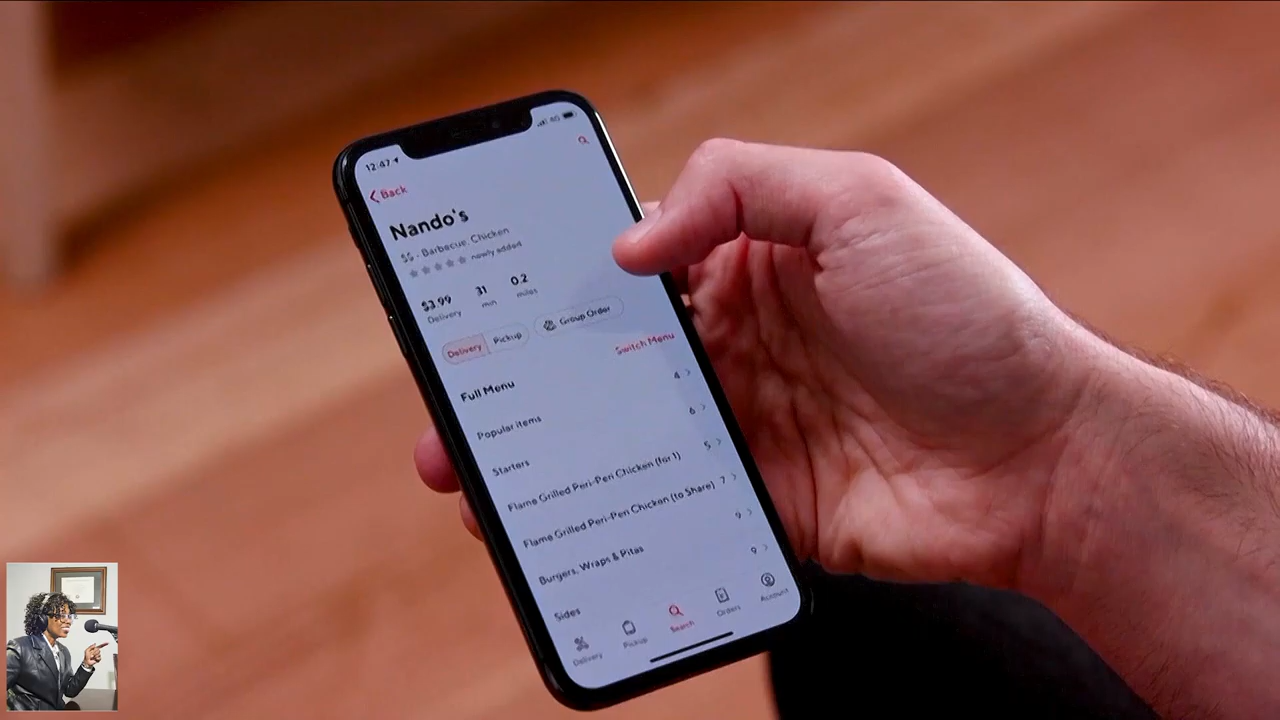 12:47
4G
Back
Nando's
$$ • Barbecue, Chicken
newly added
$3.99 31 0.2
Delivery min miles
Delivery Pickup Group Order
Switch Menu
Full Menu 4
Popular items 6
Starters 5
Flame Grilled Peri-Peri Chicken (for 1) 7
Flame Grilled Peri-Peri Chicken (to Share) 9
Burgers, Wraps & Pitas 9
Sides
Delivery Pickup Search Orders Account